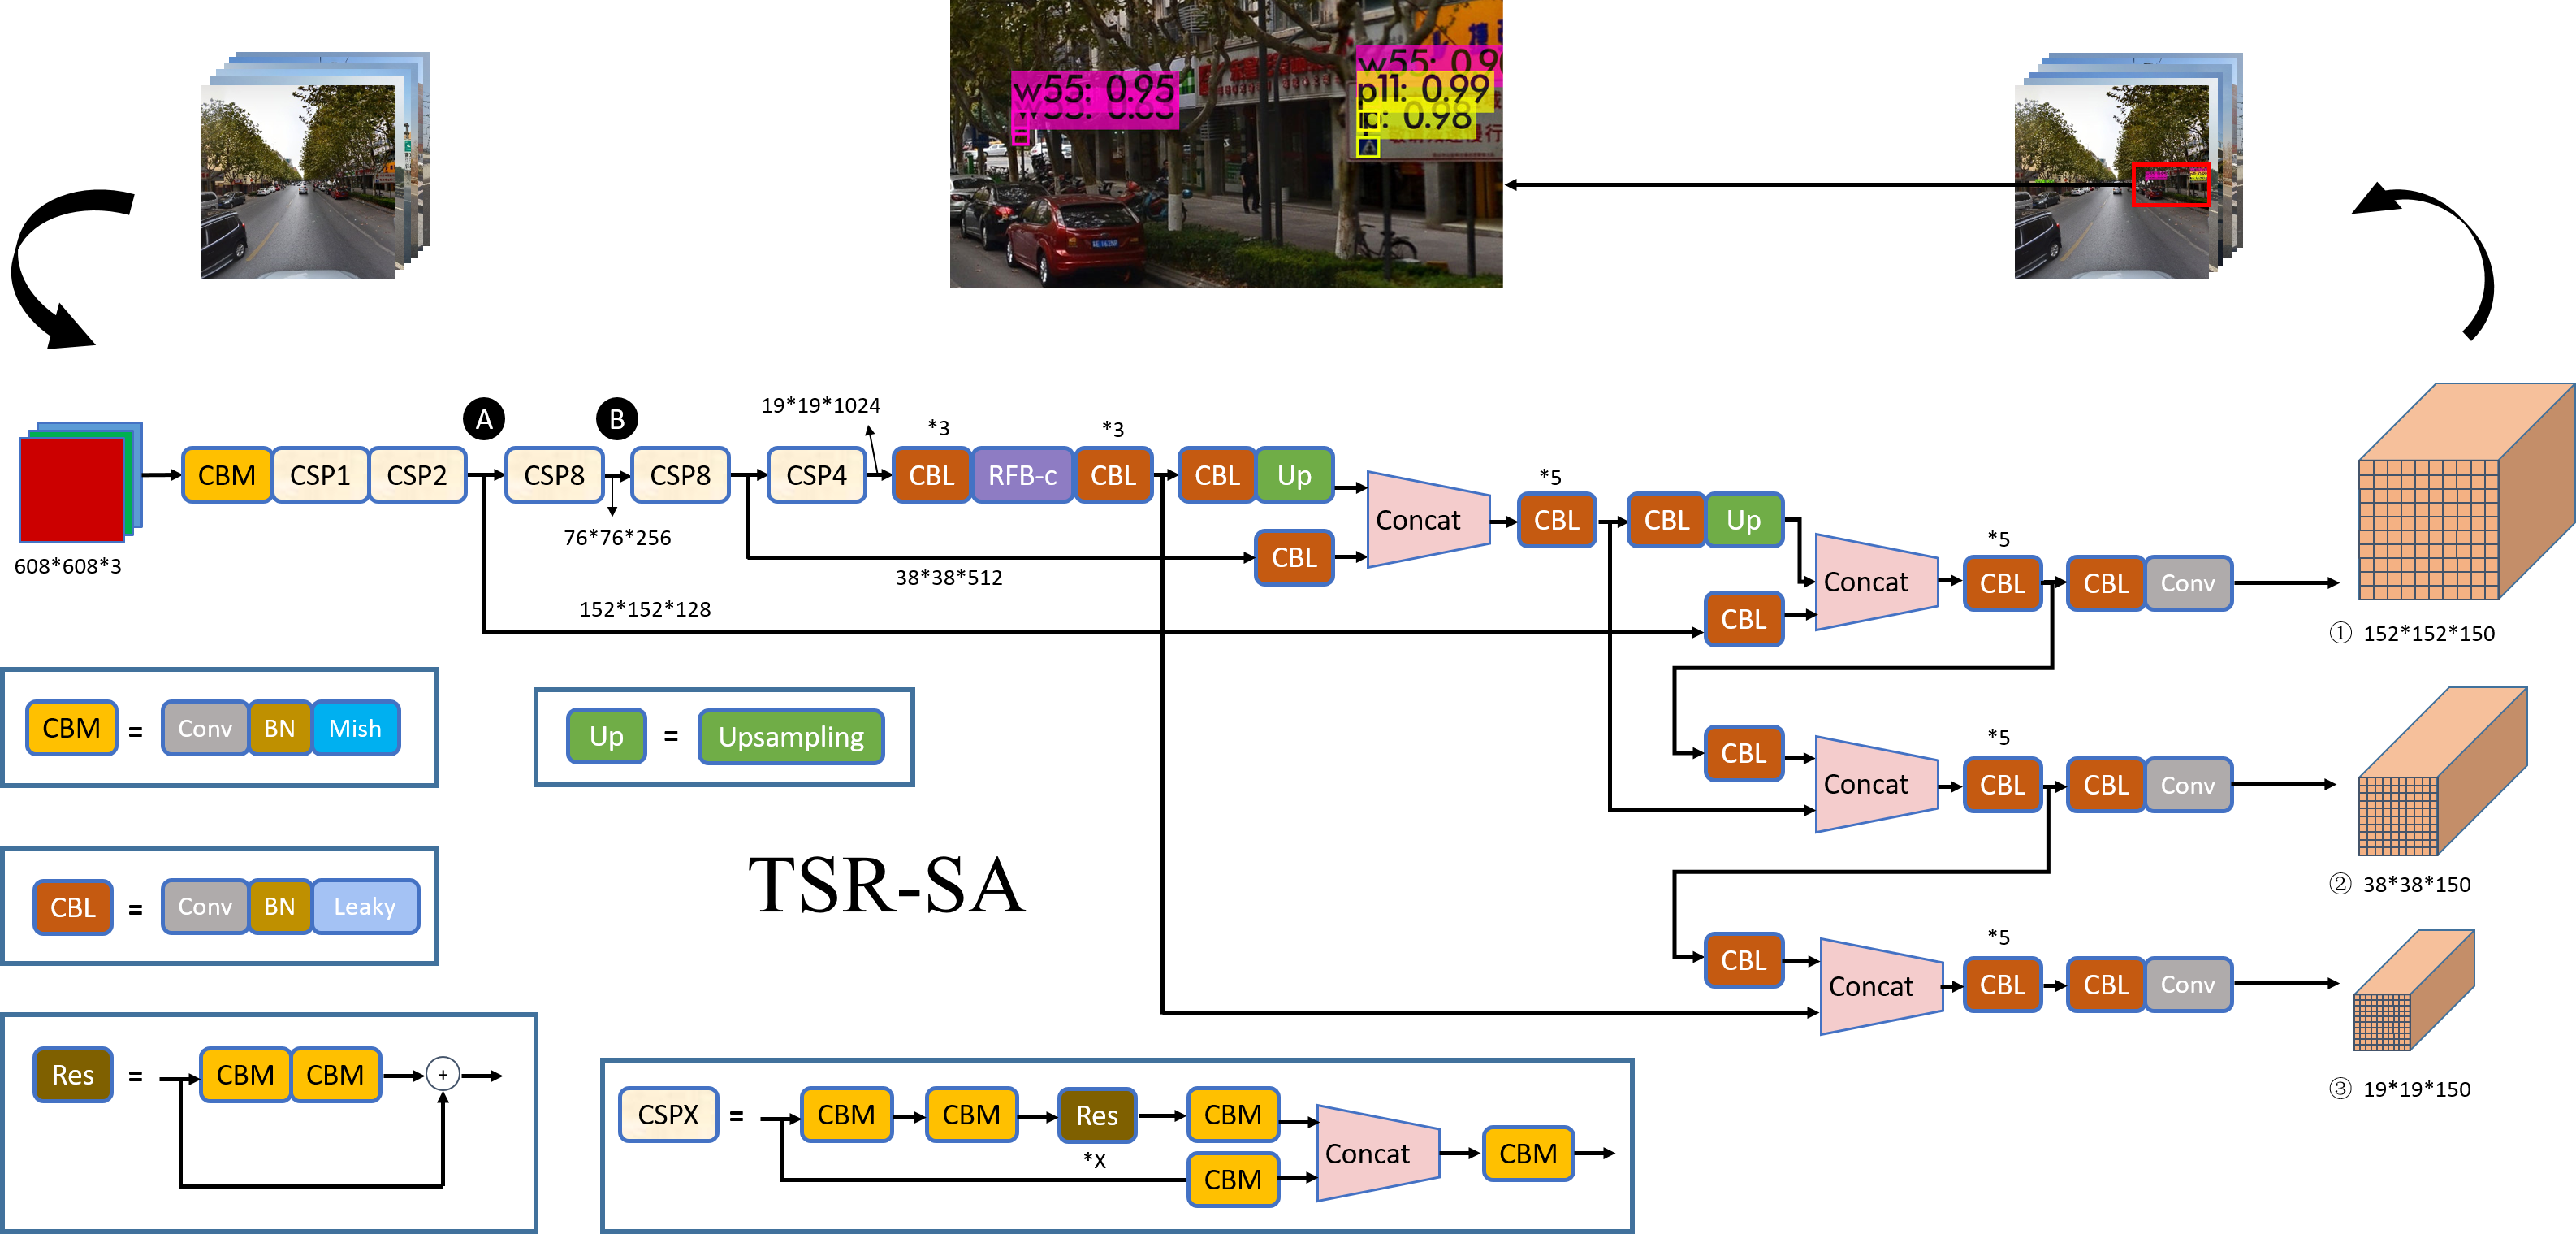 w55: 0.95
w55: 0.63
w55: 0.9
p11: 0.99
ip: 0.98
A
B
19*19*1024
*3
*3
CBM
CSP1
CSP2
CSP8
CSP8
CSP4
CBL
RFB-c
CBL
CBL
Up
*5
Concat
CBL
CBL
Up
76*76*256
CBL
608*608*3
38*38*512
*5
Concat
CBL
CBL
Conv
152*152*128
CBL
① 152*152*150
CBM
=
Conv
BN
Mish
Up
=
Upsampling
*5
CBL
Concat
CBL
CBL
Conv
② 38*38*150
CBL
=
Conv
BN
Leaky
TSR-SA
*5
CBL
Concat
CBL
CBL
Conv
③ 19*19*150
Res
=
CBM
CBM
+
CSPX
=
CBM
CBM
Res
CBM
*X
CBM
Concat
CBM